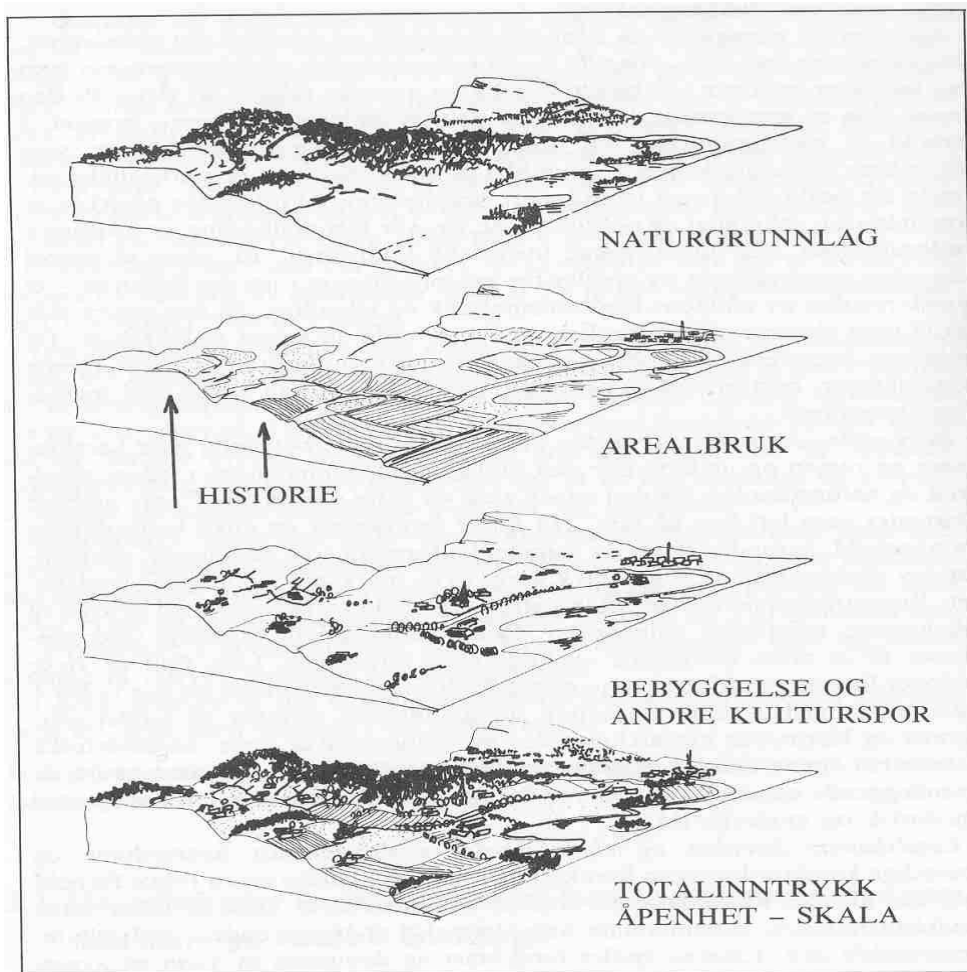 NATURGRUNNLAG
AREALBRUK
HISTORIE
BEBYGGELSE OG
ANDRE KULTURSPOR
TOTALINNTRYKK
ÅPENHET – SKALA